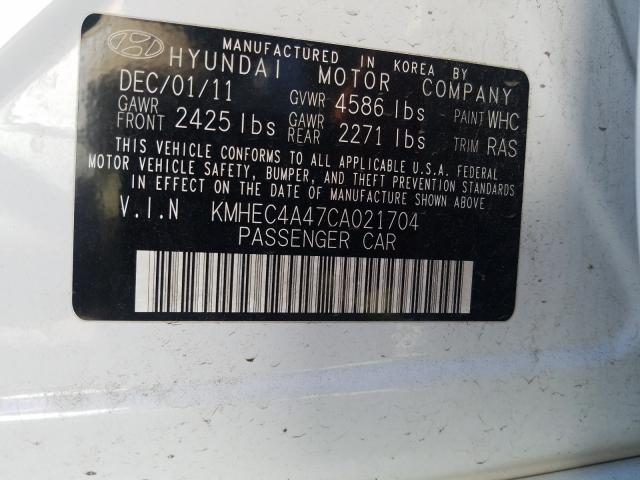 MANUFACTURED IN KOREA BY
HYUNDAI MOTOR COMPANY
DEC/01/11 GVWR 4586 lbs PAINT WHC
GAWR FRONT 2425 lbs GAWR REAR 2271 lbs TRIM RAS
THIS VEHICLE CONFORMS TO ALL APPLICABLE U.S.A. FEDERAL
MOTOR VEHICLE SAFETY, BUMPER, AND THEFT PREVENTION STANDARDS
IN EFFECT ON THE DATE OF MANUFACTURE SHOWN ABOVE.
V.I.N KMHEC4A47CA021704
PASSENGER CAR